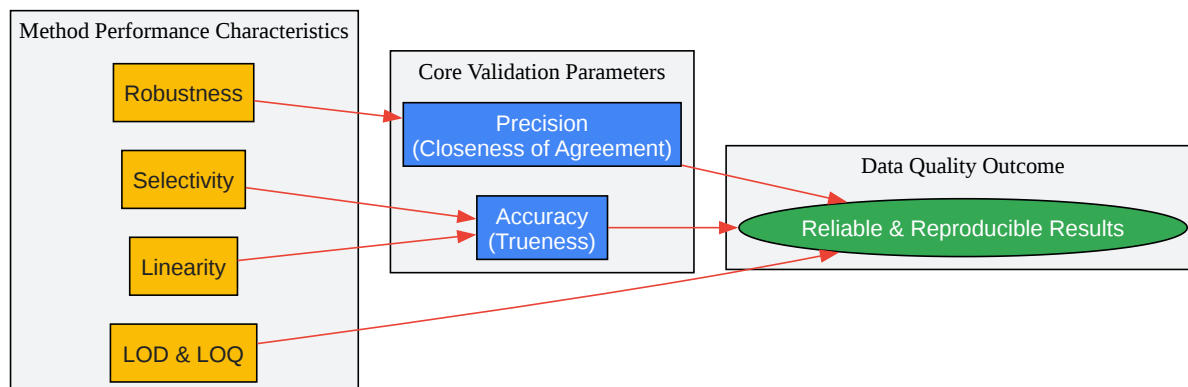 Method Performance Characteristics
Robustness
Selectivity
Linearity
LOD & LOQ
Core Validation Parameters
Precision
(Closeness of Agreement)
Accuracy
(Trueness)
Data Quality Outcome
Reliable & Reproducible Results